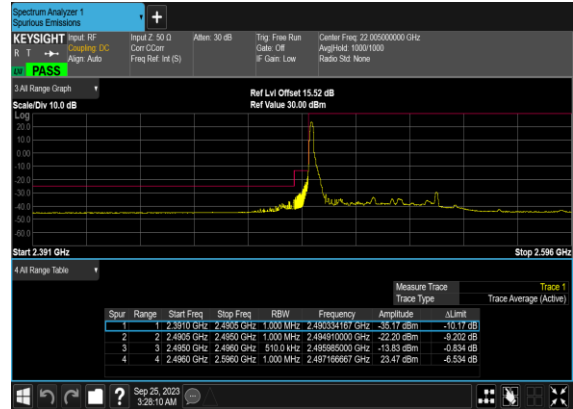 Spectrum Analyzer 1
Spurious Emissions
KEYSIGHT Input: RF Input Z: 50 Ω Atten: 30 dB Trig: Free Run Center Freq: 22.005000000 GHz
R T Coupling: DC Corr CCorr Gate: Off Avg|Hold: 1000/1000
Align: Auto Freq Ref: Int (S) IF Gain: Low Radio Std: None
PASS
3 All Range Graph
Ref Lvl Offset 15.52 dB
Scale/Div 10.0 dB Ref Value 30.00 dBm
Log
20.0
10.0
0.00
-10.0
-20.0
-30.0
-40.0
-50.0
-60.0
Start 2.391 GHz Stop 2.596 GHz
4 All Range Table
Measure Trace Trace 1
Trace Type Trace Average (Active)
Spur Range Start Freq Stop Freq RBW Frequency Amplitude ΔLimit
1 1 2.3910 GHz 2.4905 GHz 1.000 MHz 2.490334167 GHz -35.17 dBm -10.17 dB
2 2 2.4905 GHz 2.4950 GHz 1.000 MHz 2.494910000 GHz -22.20 dBm -9.202 dB
3 3 2.4950 GHz 2.4960 GHz 510.0 kHz 2.495985000 GHz -13.83 dBm -0.834 dB
4 4 2.4960 GHz 2.5960 GHz 1.000 MHz 2.497166667 GHz 23.47 dBm -6.534 dB
Sep 25, 2023
3:28:10 AM